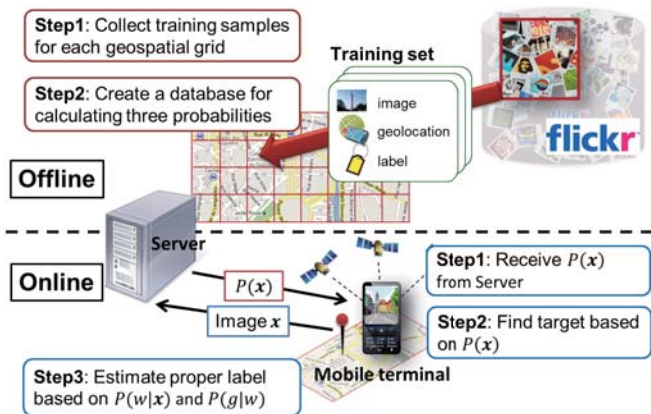 Step1: Collect training samples
for each geospatial grid
Step2: Create a database for
calculating three probabilities
Training set
image
geolocation
label
flickr
Offline
Server
Online
P(x)
Image x
Step1: Receive P(x)
from Server
Step2: Find target based
on P(x)
Step3: Estimate proper label
based on P(w|x) and P(g|w)
Mobile terminal